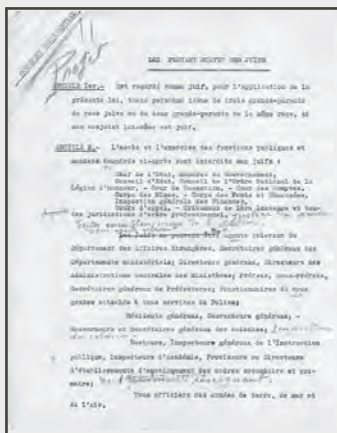 Projet
LOI PORTANT STATUT DES JUIFS
ARTICLE 1er.- Est regardé comme juif, pour l'application de la
présente loi, toute personne issue de trois grands-parents
de race juive ou de deux grands-parents de la même race, si
son conjoint lui-même est juif.
ARTICLE 2.- L'accès et l'exercice des fonctions publiques et
mandats énumérés ci-après sont interdits aux juifs :
Chef de l'Etat, membres du Gouvernement,
Conseil d'Etat, Conseil de l'Ordre National de la
Légion d'honneur, - Cour de Cassation, - Cour des Comptes,
Corps des Mines, - Corps des Ponts et Chaussées,
Inspection générale des Finances,
Cours d'appel, - Tribunaux de 1ère instance et toutes
juridictions d'ordre professionnel,
Les juifs ne peuvent être Agents relevant du
Département des Affaires Etrangères, Secrétaires généraux des
Départements ministériels; Directeurs généraux, Directeurs des
Administrations centrales des Ministères; Préfets, Sous-Préfets,
Secrétaires généraux de Préfectures; Fonctionnaires de tous
grades attachés à tous services de Police;
Résidents généraux, Gouverneurs généraux, -
Gouverneurs et Secrétaires généraux des colonies;
Recteurs, Inspecteurs généraux de l'Instruction
publique, Inspecteurs d'Académie, Proviseurs ou Directeurs
d'établissements d'enseignement des ordres secondaire et pri-
maire;
Tous officiers des armées de terre, de mer et
de l'air,